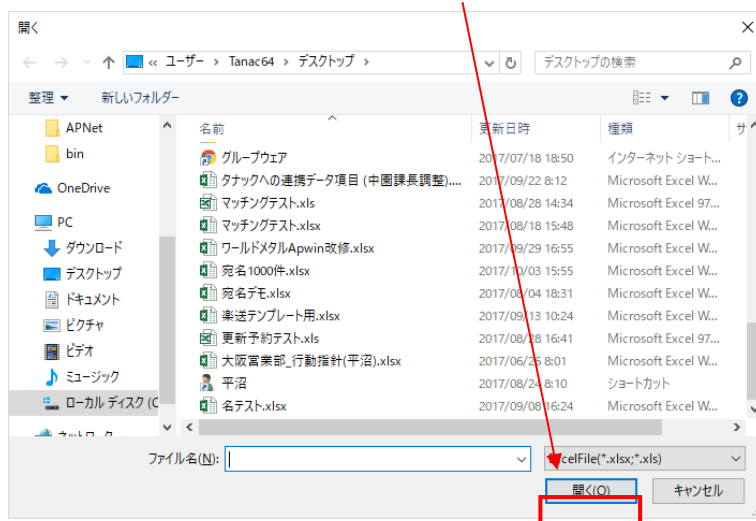 開く
« ユーザー › Tanac64 › デスクトップ ›
デスクトップの検索
整理 新しいフォルダー
APNet
bin
OneDrive
PC
ダウンロード
デスクトップ
ドキュメント
ピクチャ
ビデオ
ミュージック
ローカル ディスク (C
名前 更新日時 種類 サ
グループウェア 2017/07/18 18:50 インターネット ショート...
タナックへの連携データ項目 (中園課長調整).... 2017/09/22 8:12 Microsoft Excel W...
マッチングテスト.xls 2017/08/28 14:34 Microsoft Excel 97...
マッチングテスト.xlsx 2017/08/18 15:48 Microsoft Excel W...
ワールドメタルApwin改修.xlsx 2017/09/29 16:55 Microsoft Excel W...
宛名1000件.xlsx 2017/10/03 15:55 Microsoft Excel W...
宛名デモ.xlsx 2017/08/04 18:31 Microsoft Excel W...
楽送テンプレート用.xlsx 2017/09/13 10:24 Microsoft Excel W...
更新予約テスト.xls 2017/08/28 16:41 Microsoft Excel 97...
大阪営業部_行動指針(平沼).xlsx 2017/06/26 8:01 Microsoft Excel W...
平沼 2017/08/24 8:10 ショートカット
名テスト.xlsx 2017/09/08 16:24 Microsoft Excel W...
ファイル名(N):
ExcelFile(*.xlsx;*.xls)
開く(O) キャンセル